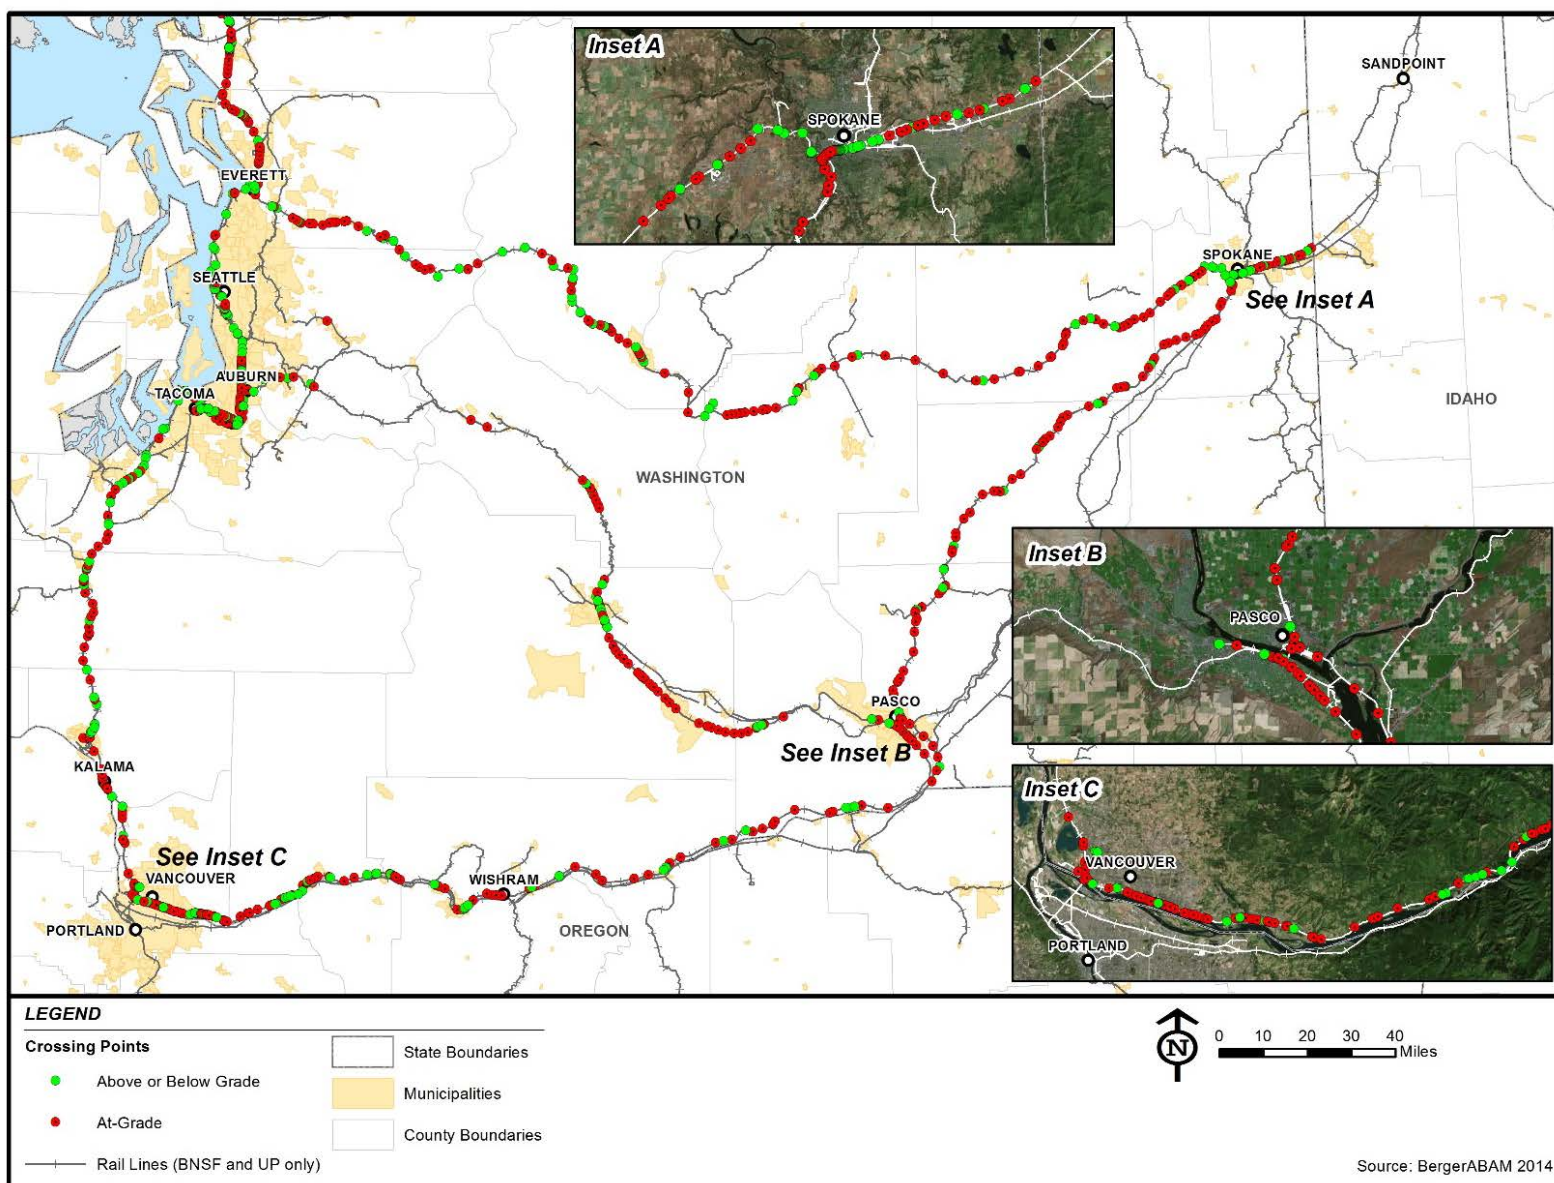 Inset A
SPOKANE
SANDPOINT
EVERETT
SEATTLE
SPOKANE
See Inset A
AUBURN
TACOMA
IDAHO
WASHINGTON
Inset B
PASCO
PASCO
See Inset B
KALAMA
Inset C
VANCOUVER
PORTLAND
See Inset C
VANCOUVER
WISHRAM
PORTLAND
OREGON
LEGEND
Crossing Points
Above or Below Grade
At-Grade
Rail Lines (BNSF and UP only)
State Boundaries
Municipalities
County Boundaries
N
0 10 20 30 40
Miles
Source: BergerABAM 2014